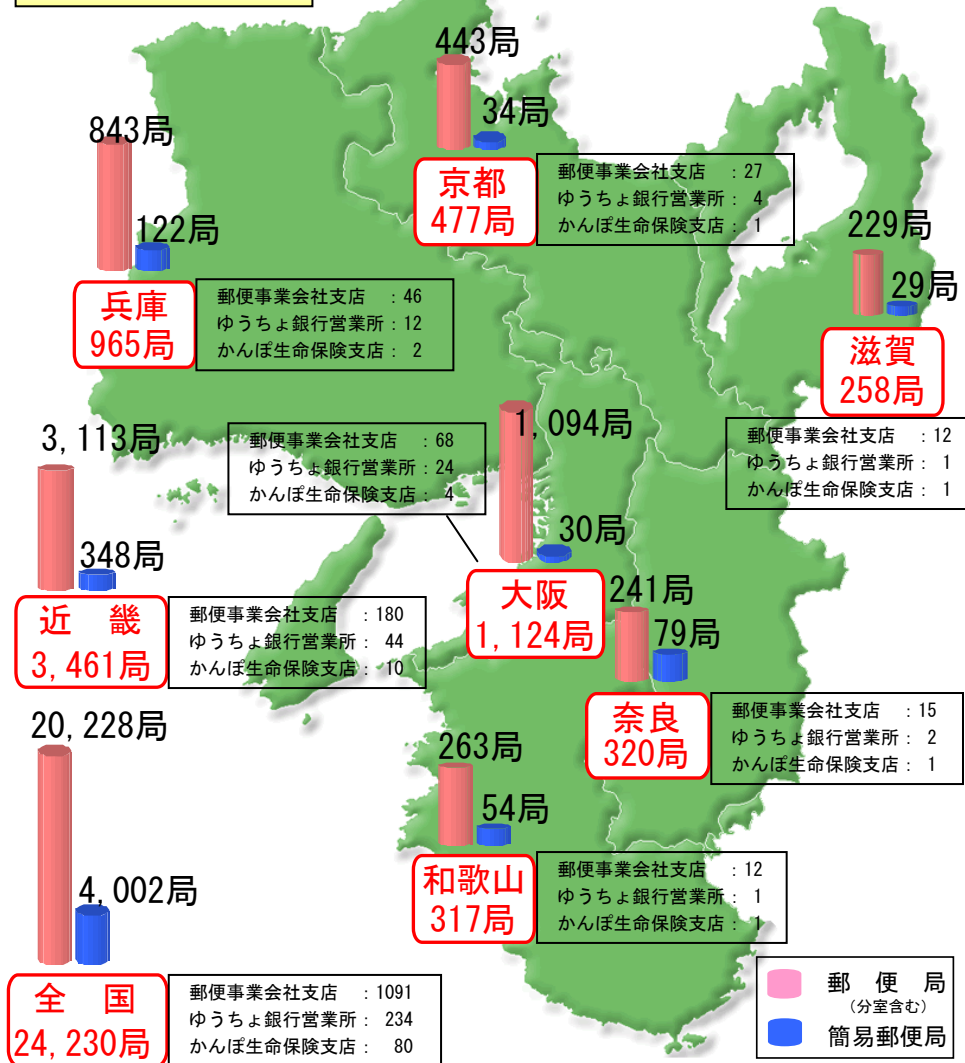 443局
34局
京都
477局
郵便事業会社支店 : 27
ゆうちょ銀行営業所 : 4
かんぽ生命保険支店 : 1
843局
122局
兵庫
965局
郵便事業会社支店 : 46
ゆうちょ銀行営業所 : 12
かんぽ生命保険支店 : 2
229局
29局
滋賀
258局
郵便事業会社支店 : 12
ゆうちょ銀行営業所 : 1
かんぽ生命保険支店 : 1
1,094局
30局
大阪
1,124局
郵便事業会社支店 : 68
ゆうちょ銀行営業所 : 24
かんぽ生命保険支店 : 4
3,113局
348局
近畿
3,461局
郵便事業会社支店 : 180
ゆうちょ銀行営業所 : 44
かんぽ生命保険支店 : 10
241局
79局
奈良
320局
郵便事業会社支店 : 15
ゆうちょ銀行営業所 : 2
かんぽ生命保険支店 : 1
263局
54局
和歌山
317局
郵便事業会社支店 : 12
ゆうちょ銀行営業所 : 1
かんぽ生命保険支店 : 1
20,228局
4,002局
全国
24,230局
郵便事業会社支店 : 1091
ゆうちょ銀行営業所 : 234
かんぽ生命保険支店 : 80
郵便局
(分室含む)
簡易郵便局